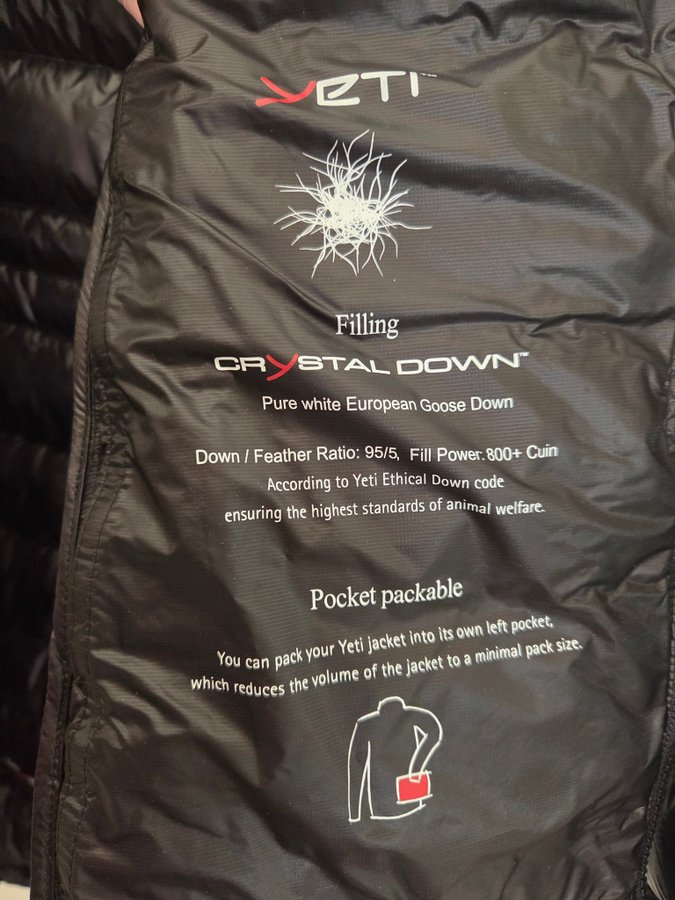 YETI™
Filling
CRYSTAL DOWN™
Pure white European Goose Down
Down / Feather Ratio: 95/5, Fill Power: 800+ Cuin
According to Yeti Ethical Down code
ensuring the highest standards of animal welfare.
Pocket packable
You can pack your Yeti jacket into its own left pocket,
which reduces the volume of the jacket to a minimal pack size.